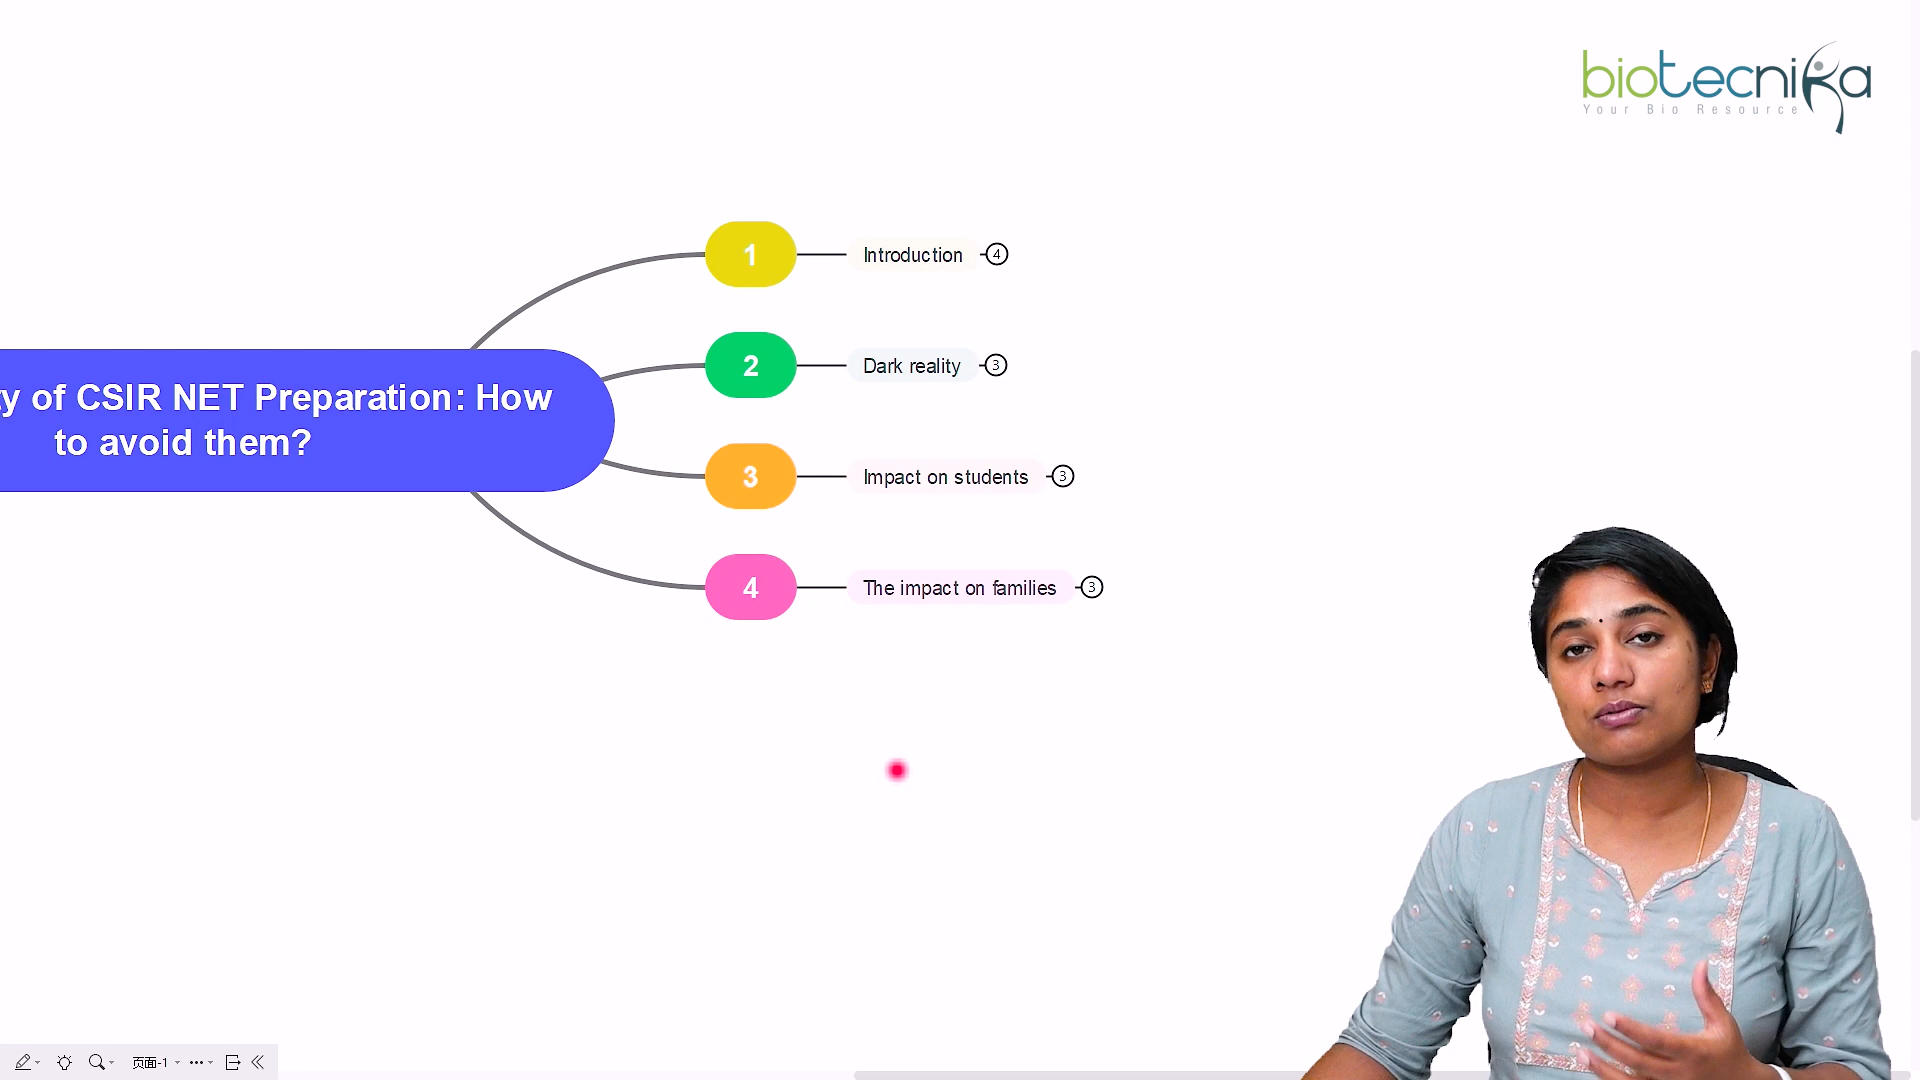 biotecnika
Your Bio Resource
1
Introduction
4
2
Dark reality
3
ty of CSIR NET Preparation: How
to avoid them?
3
Impact on students
3
4
The impact on families
3
页面-1